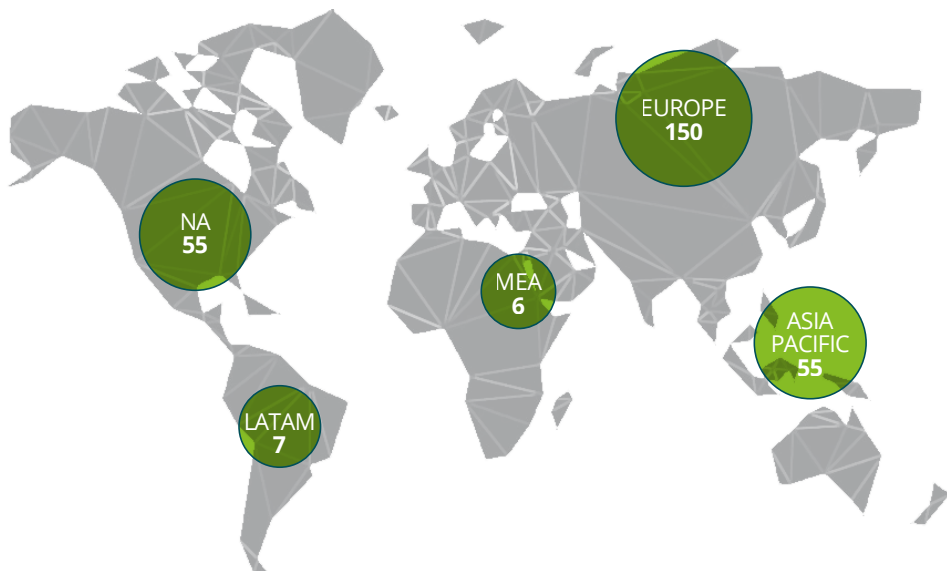 EUROPE
150
NA
55
MEA
6
ASIA
PACIFIC
55
LATAM
7